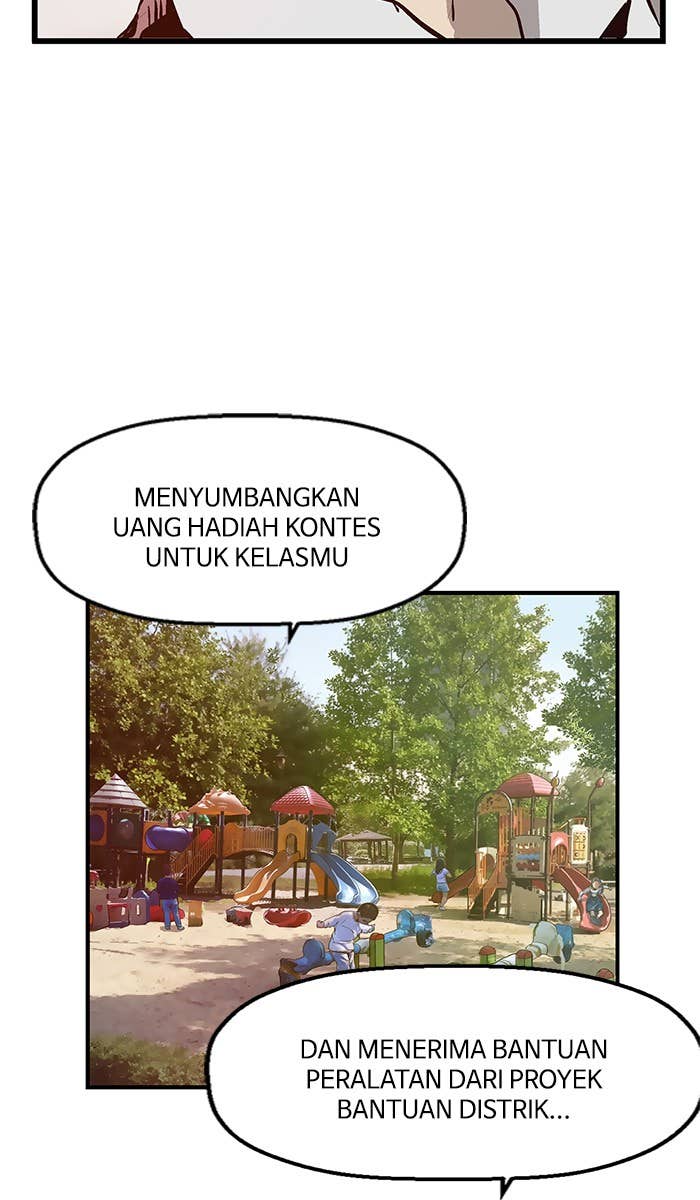 MENYUMBANGKAN
UANG HADIAH KONTES
UNTUK KELASMU
DAN MENERIMA BANTUAN
PERALATAN DARI PROYEK
BANTUAN DISTRIK...